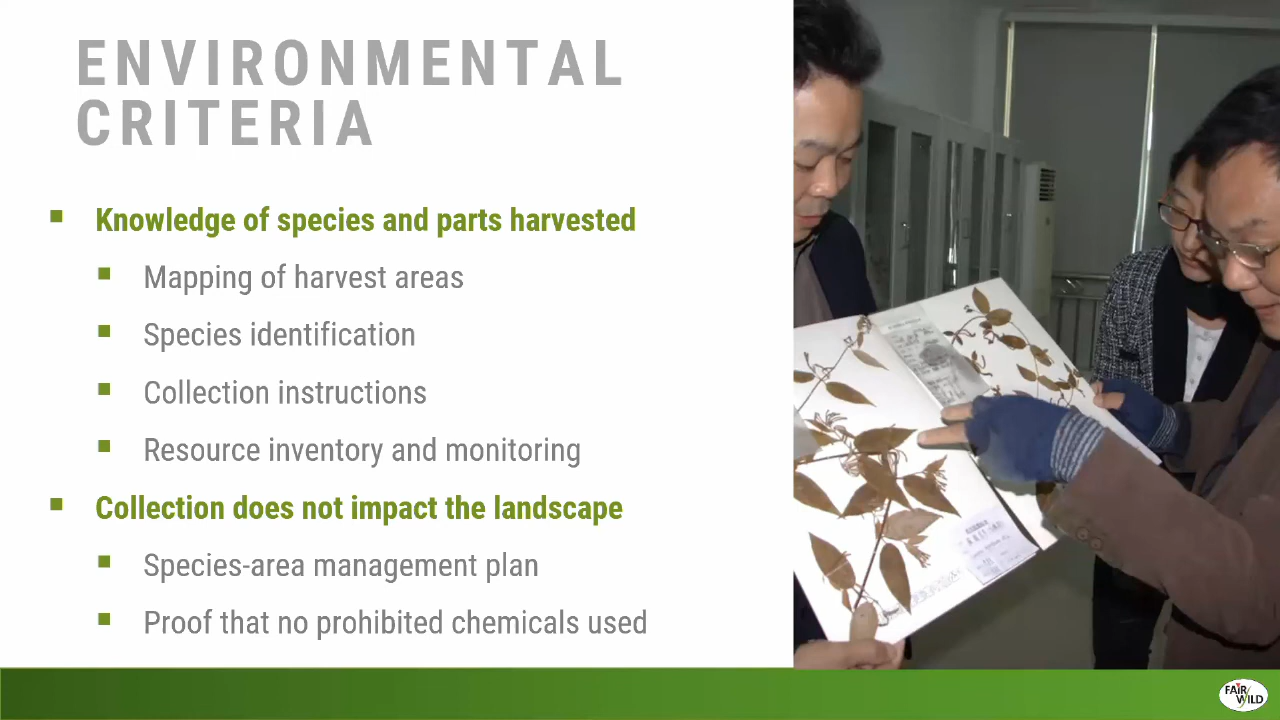 ENVIRONMENTAL
CRITERIA
Knowledge of species and parts harvested
Mapping of harvest areas
Species identification
Collection instructions
Resource inventory and monitoring
Collection does not impact the landscape
Species-area management plan
Proof that no prohibited chemicals used
FAIR
WILD